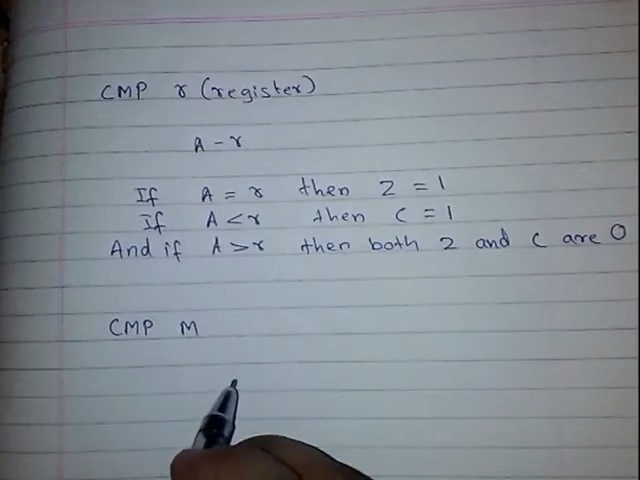 CMP r (register)
A - r
If A = r then Z = 1
If A < r then C = 1
And if A > r then both Z and C are 0
CMP M